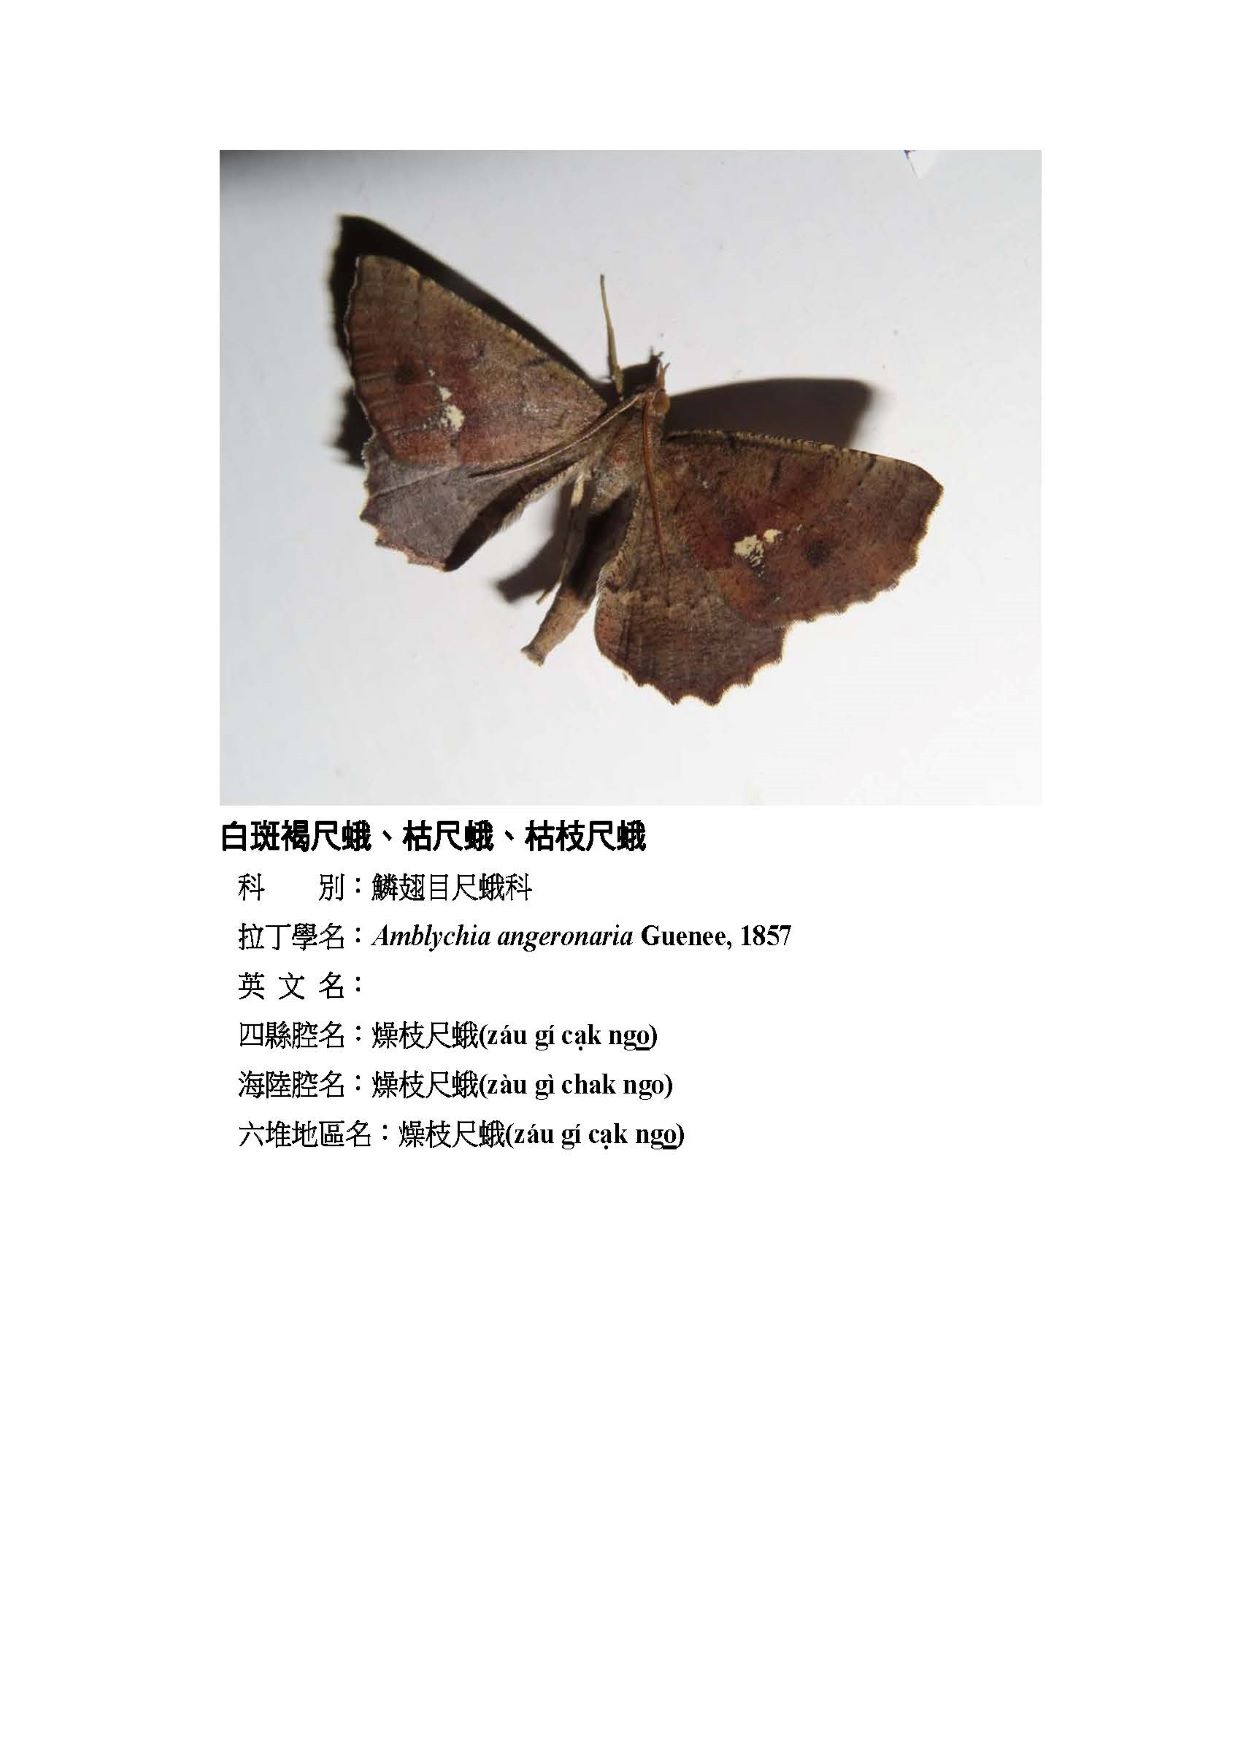 白斑褐尺蛾、枯尺蛾、枯枝尺蛾
科　　別：鱗翅目尺蛾科
拉丁學名：Amblychia angeronaria Guenee, 1857
英 文 名：
四縣腔名：燥枝尺蛾(záu gí cạk ngo̲)
海陸腔名：燥枝尺蛾(zàu gì chak ngo)
六堆地區名：燥枝尺蛾(záu gí cạk ngo̲)